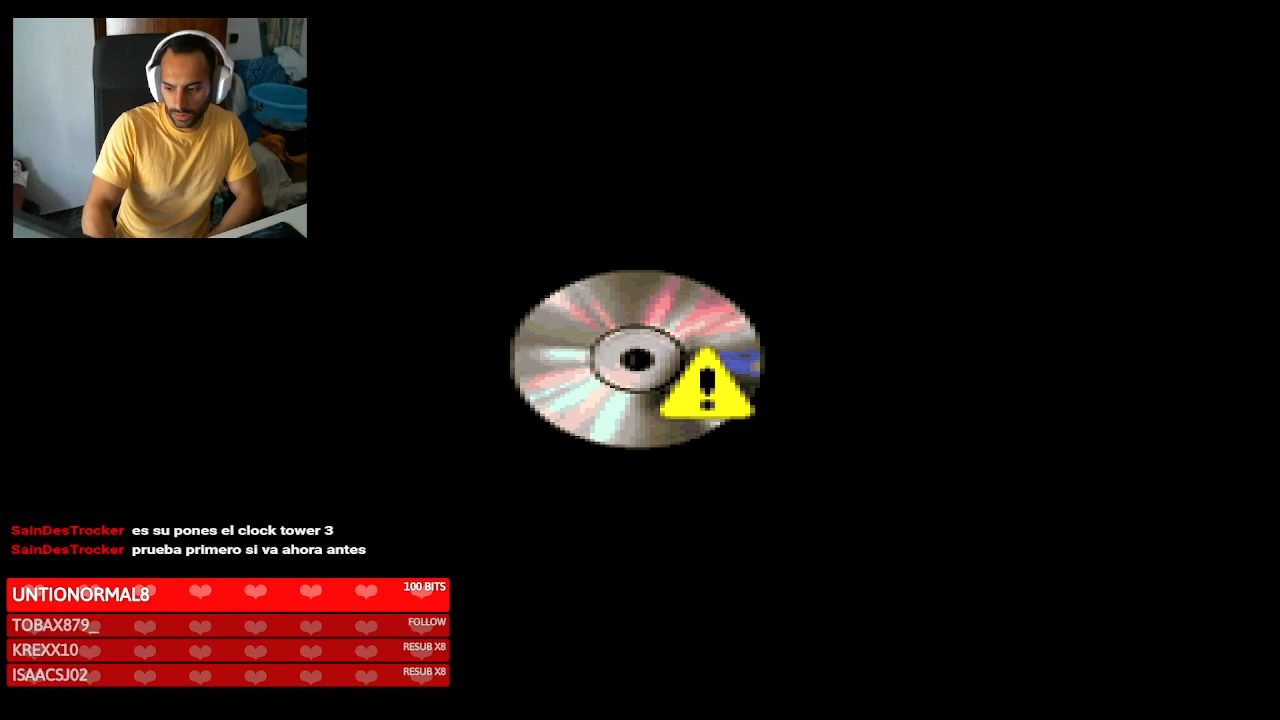 SainDesTrocker es su pones el clock tower 3
SainDesTrocker prueba primero si va ahora antes
UNTIONORMAL8 100 BITS
TOBAX879_ FOLLOW
KREXX10 RESUB X8
ISAACSJ02 RESUB X8